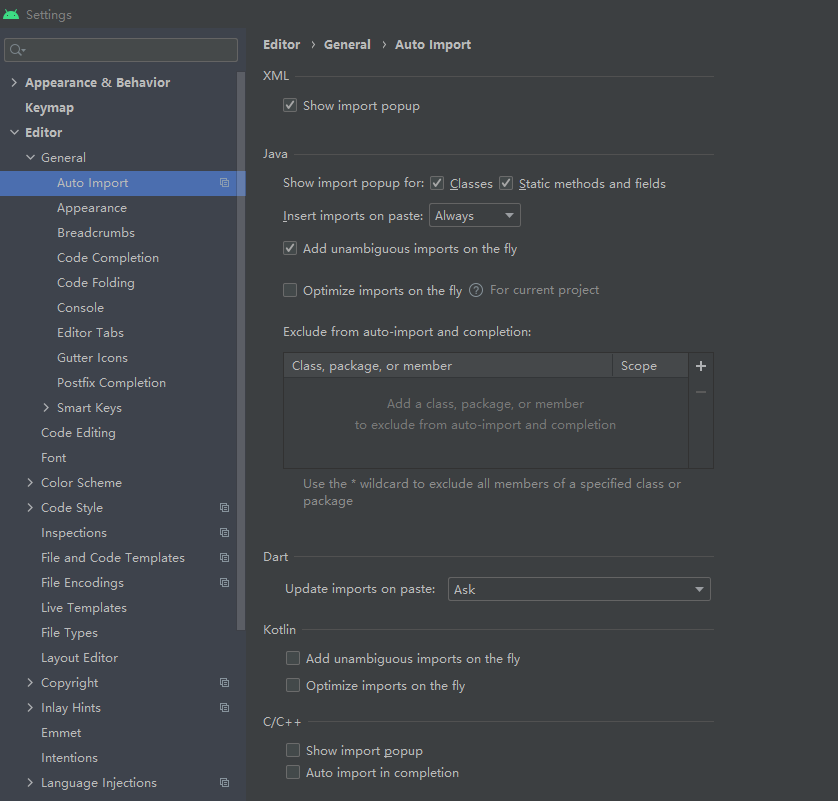 Settings
Appearance & Behavior
Keymap
Editor
General
Auto Import
Appearance
Breadcrumbs
Code Completion
Code Folding
Console
Editor Tabs
Gutter Icons
Postfix Completion
Smart Keys
Code Editing
Font
Color Scheme
Code Style
Inspections
File and Code Templates
File Encodings
Live Templates
File Types
Layout Editor
Copyright
Inlay Hints
Emmet
Intentions
Language Injections
Editor › General › Auto Import
XML
Show import popup
Java
Show import popup for: Classes Static methods and fields
Insert imports on paste: Always
Add unambiguous imports on the fly
Optimize imports on the fly ? For current project
Exclude from auto-import and completion:
Class, package, or member Scope
Add a class, package, or member
to exclude from auto-import and completion
Use the * wildcard to exclude all members of a specified class or
package
Dart
Update imports on paste: Ask
Kotlin
Add unambiguous imports on the fly
Optimize imports on the fly
C/C++
Show import popup
Auto import in completion